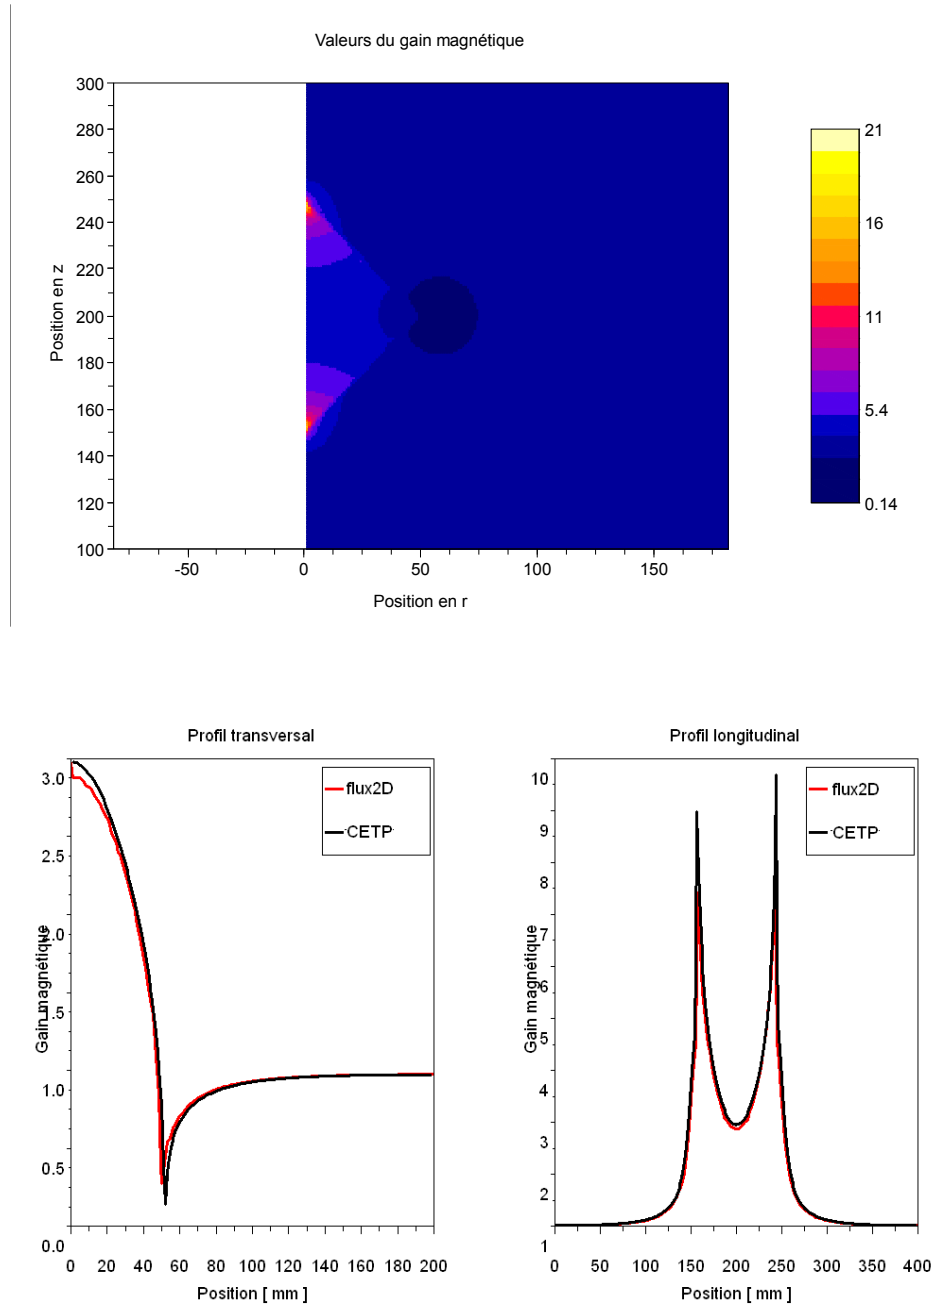 Valeurs du gain magnétique
300
280
260
240
220
200
180
160
140
120
100
Position en z
-50
0
50
100
150
Position en r
21
16
11
5.4
0.14
Profil transversal
3.0
2.5
2.0
1.5
1.0
0.5
0.0
Gain magnétique
flux2D
CETP
0 20 40 60 80 100 120 140 160 180 200
Position [ mm ]
Profil longitudinal
10
9
8
7
6
5
4
3
2
1
Gain magnétique
flux2D
CETP
0 50 100 150 200 250 300 350 400
Position [ mm ]